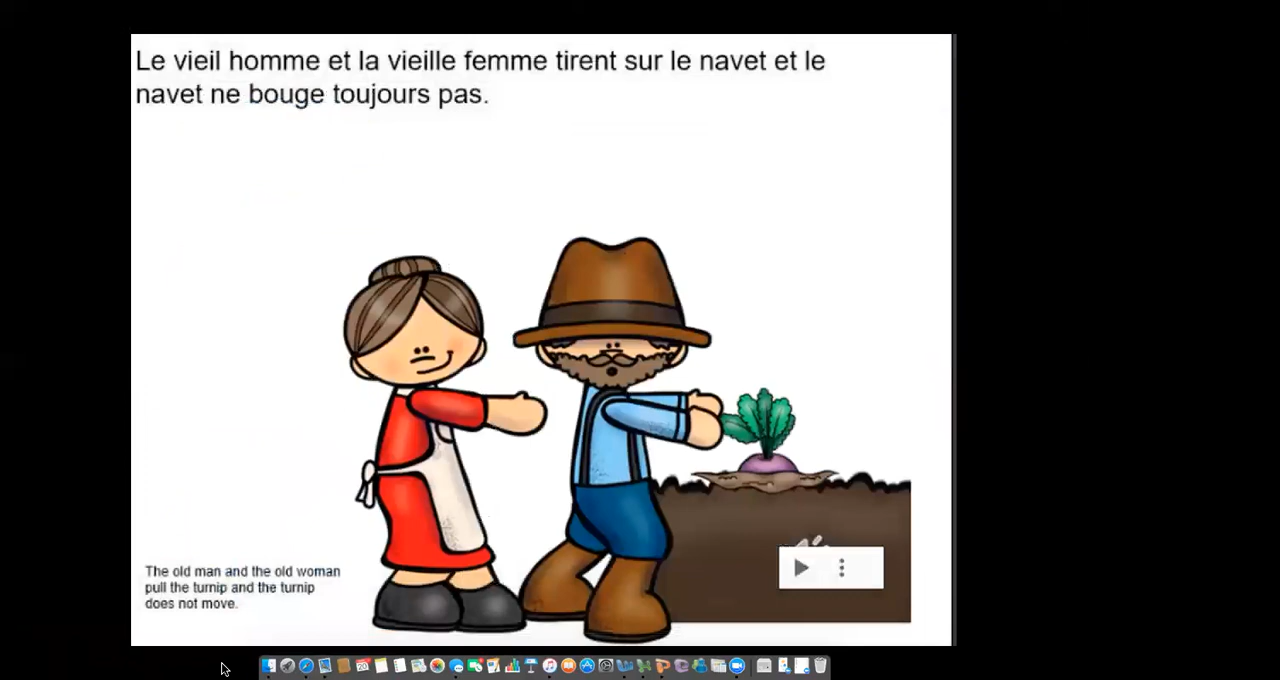 Le vieil homme et la vieille femme tirent sur le navet et le
navet ne bouge toujours pas.
The old man and the old woman
pull the turnip and the turnip
does not move.